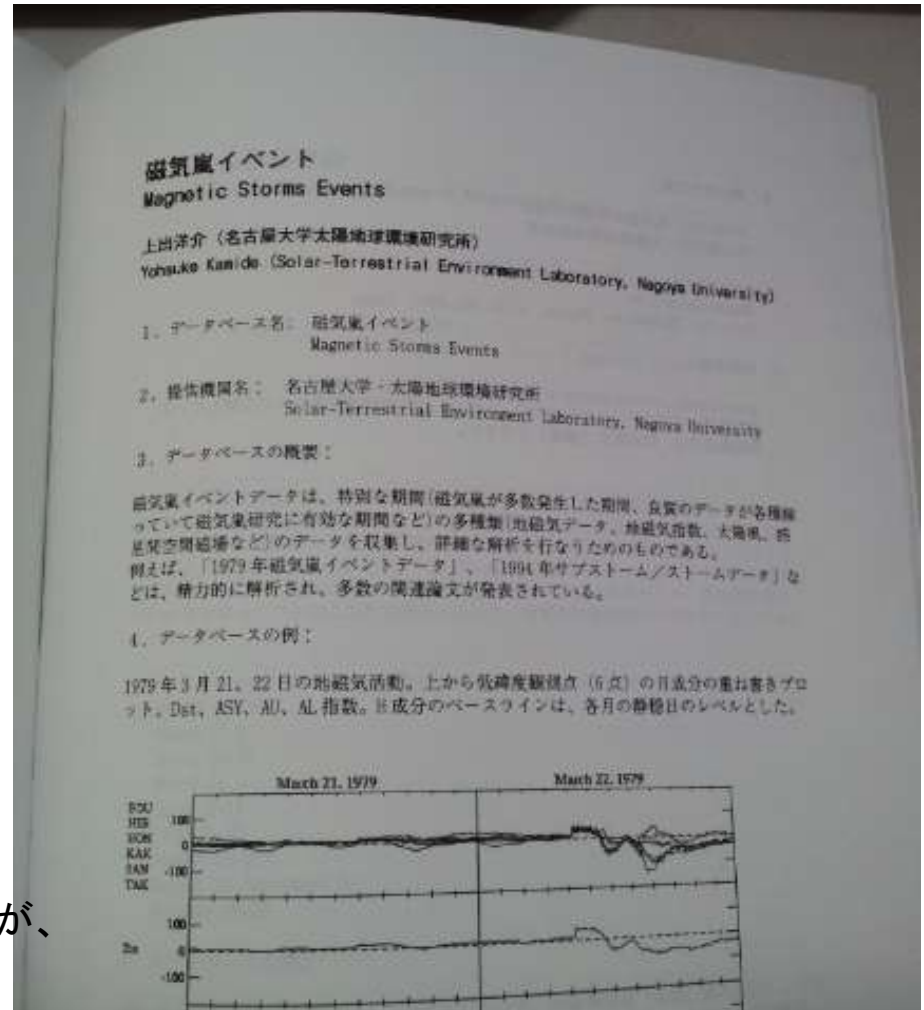 磁気嵐イベント
Magnetic Storms Events
上出洋介（名古屋大学太陽地球環境研究所）
Yohsuke Kamide (Solar-Terrestrial Environment Laboratory, Nagoya University)
1．データベース名： 磁気嵐イベント
Magnetic Storms Events
2．提供機関名： 名古屋大学・太陽地球環境研究所
Solar-Terrestrial Environment Laboratory, Nagoya University
3．データベースの概要：
磁気嵐イベントデータは、特別な期間(磁気嵐が多数発生した期間、良質のデータが各種揃
っていて磁気嵐研究に有効な期間など)の多種類(地磁気データ、地磁気指数、太陽風、惑
星間空間磁場など)のデータを収集し、詳細な解析を行なうためのものである。
例えば、「1979年磁気嵐イベントデータ」、「1994年サブストーム／ストームデータ」な
どは、精力的に解析され、多数の関連論文が発表されている。
4．データベースの例：
1979年3月21、22日の地磁気活動。上から低緯度観測点（6点）のH成分の重ね書きプロ
ット、Dst、ASY、AU、AL指数。H成分のベースラインは、各月の静穏日のレベルとした。
March 21, 1979 March 22, 1979
BOU
HER
HON
KAK
SAN
TAK
100
0
-100
が、
Dst
100
0
-100